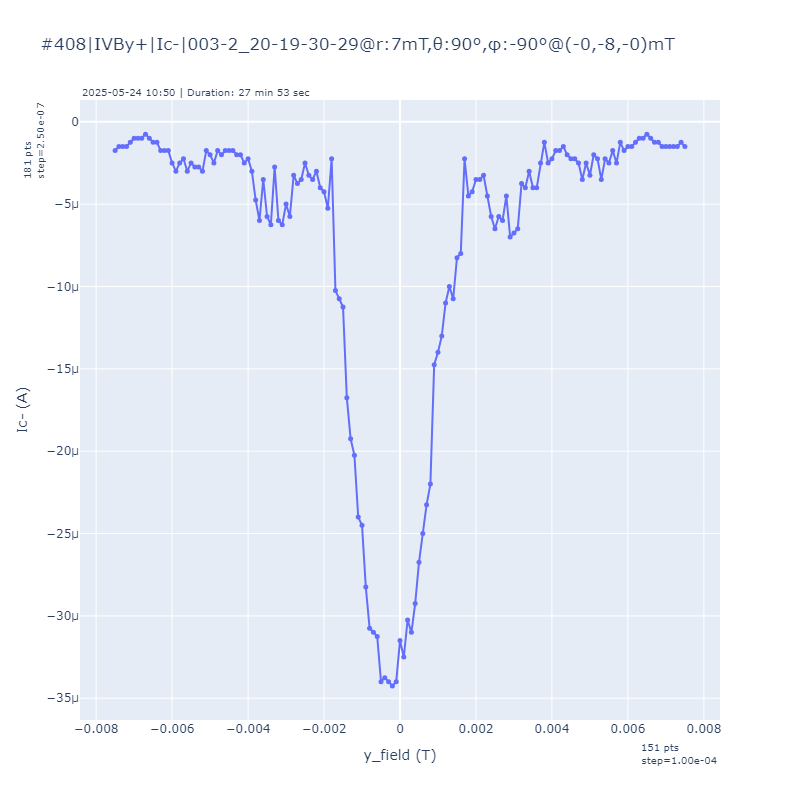 #408|IVBy+|Ic-|003-2_20-19-30-29@r:7mT,θ:90°,φ:-90°@(-0,-8,-0)mT
2025-05-24 10:50 | Duration: 27 min 53 sec
181 pts
step=2.50e-07
0
−5μ
−10μ
−15μ
−20μ
−25μ
−30μ
−35μ
Ic- (A)
−0.008
−0.006
−0.004
−0.002
0
0.002
0.004
0.006
0.008
y_field (T)
151 pts
step=1.00e-04